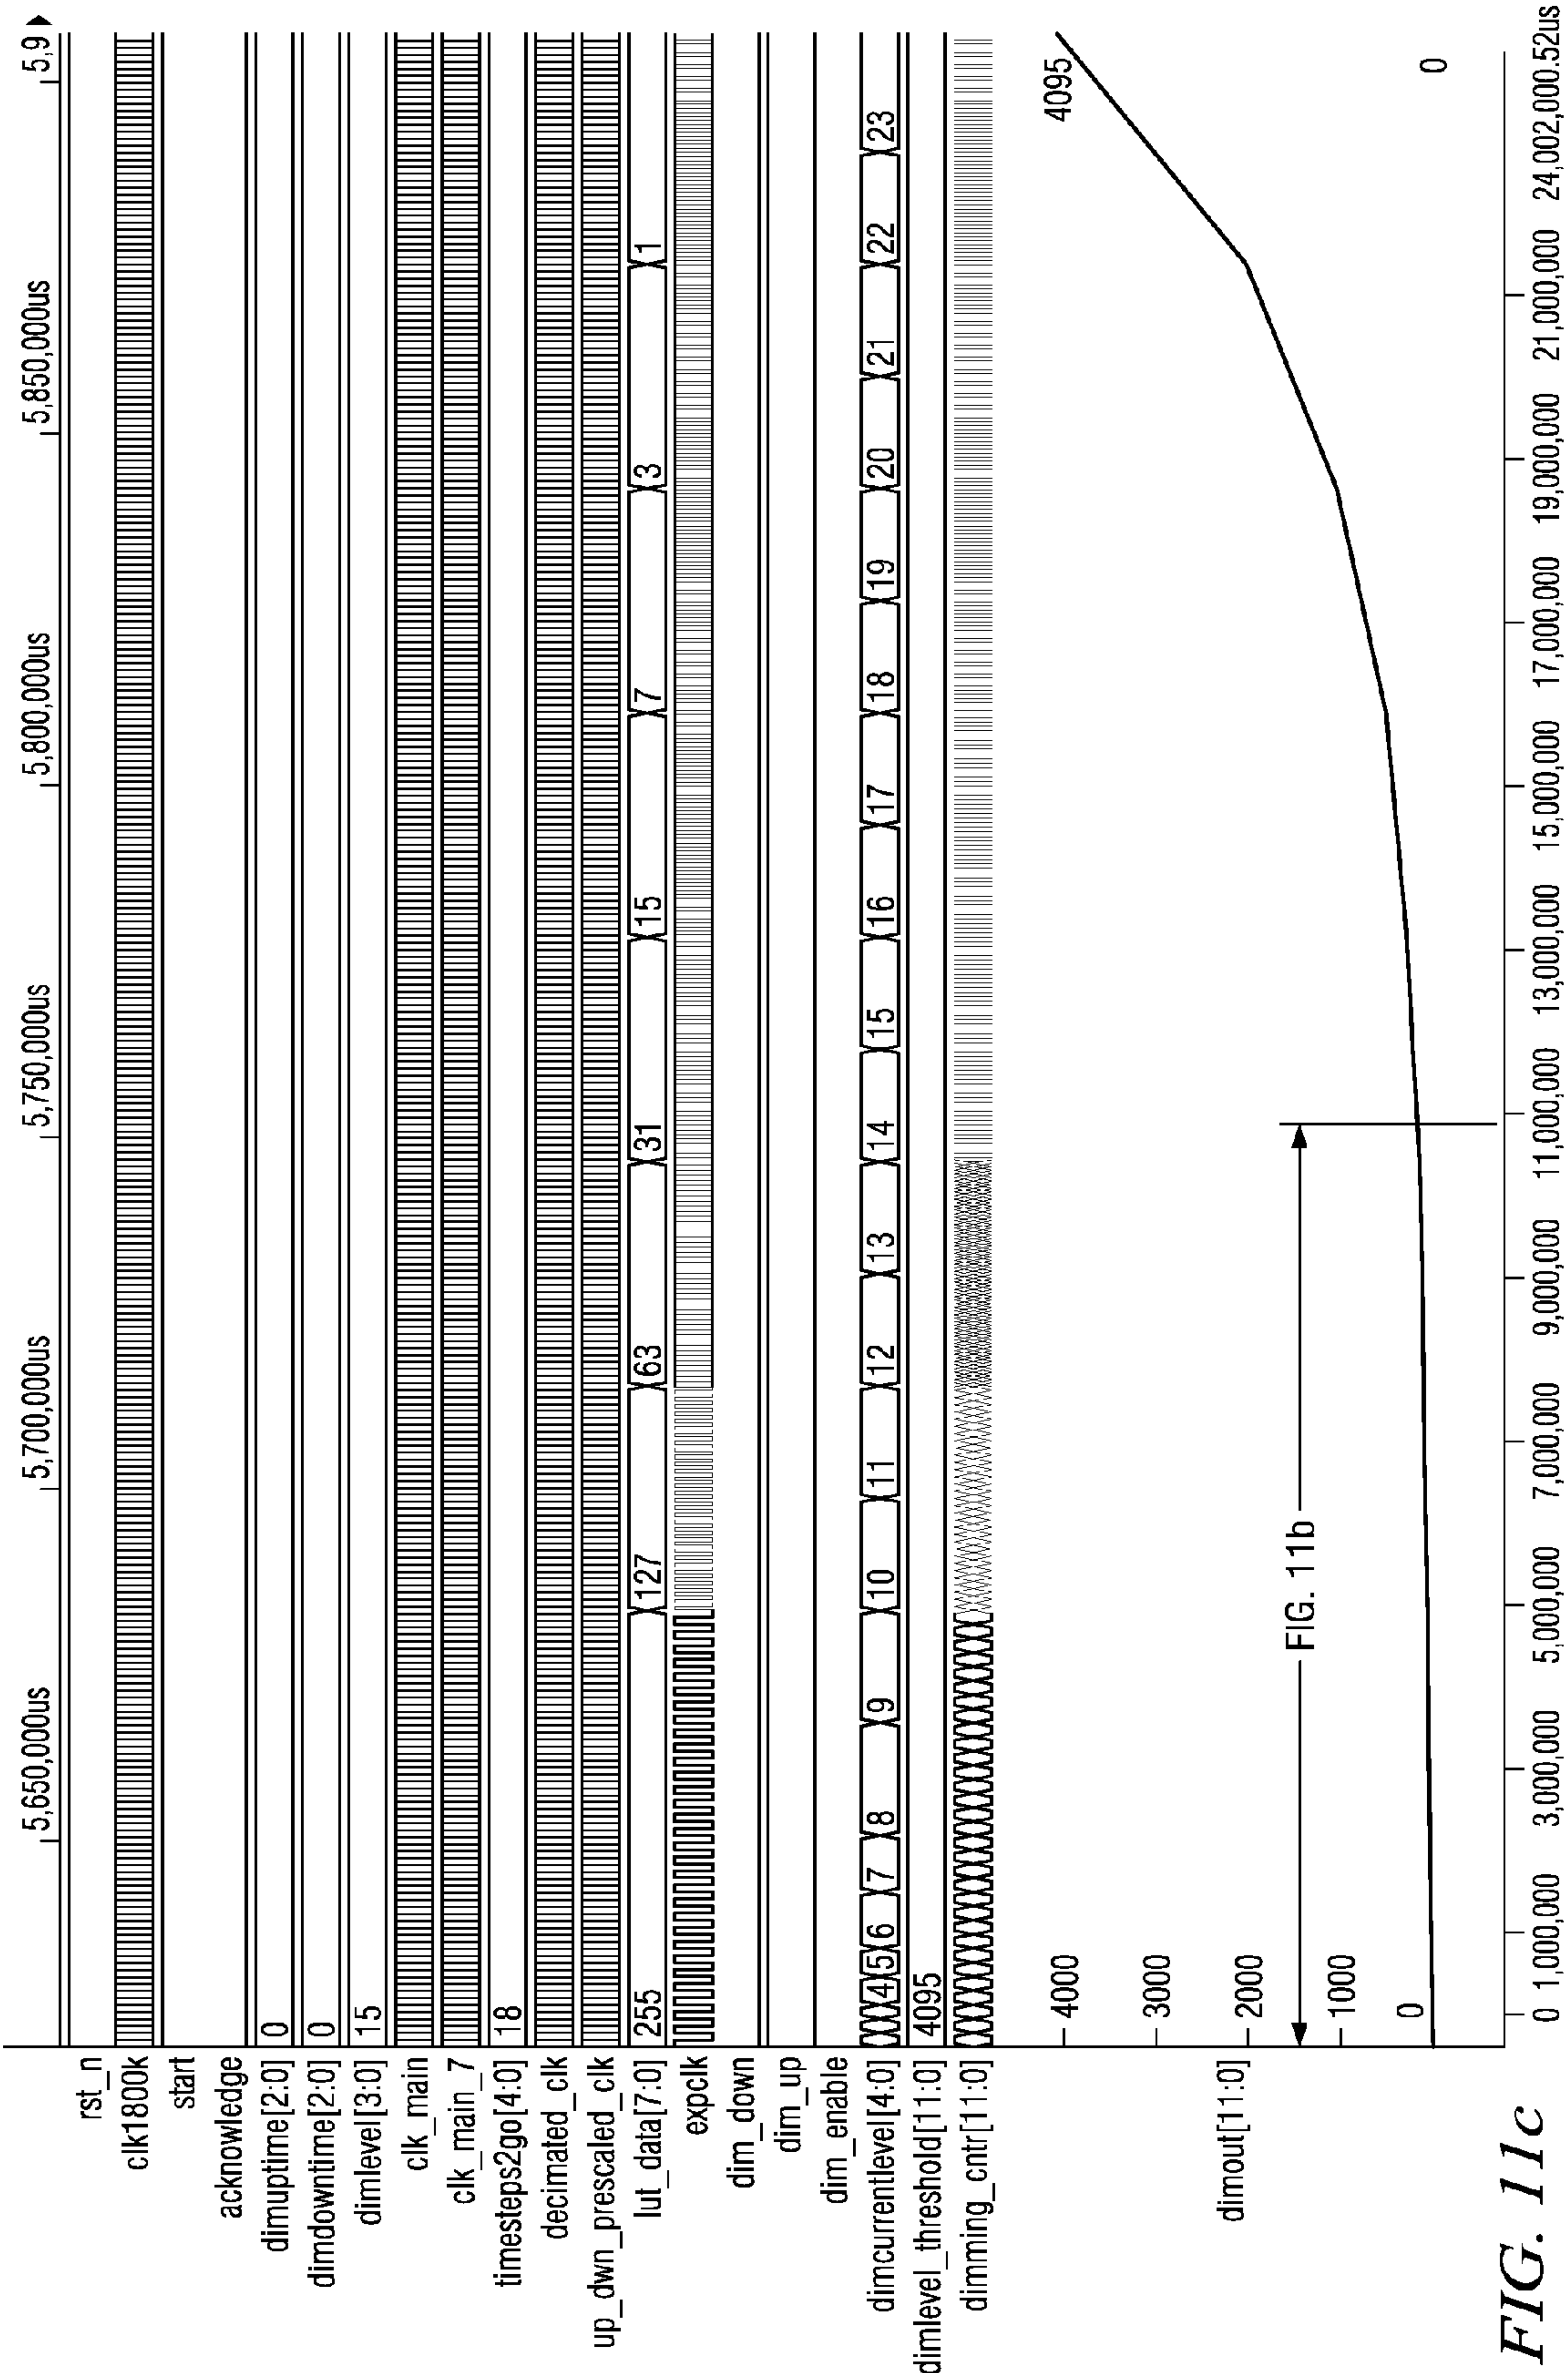 5,650,000us 5,700,000us 5,750,000us 5,800,000us 5,850,000us 5,9
rst_n
clk1800k
start
acknowledge
dimuptime[2:0] 0
dimdowntime[2:0] 0
dimlevel[3:0] 15
clk_main
clk_main_7
timesteps2go[4:0] 18
decimated_clk
up_dwn_prescaled_clk
lut_data[7:0] 255 127 63 31 15 7 3 1
expclk
dim_down
dim_up
dim_enable
dimcurrentlevel[4:0] 4 5 6 7 8 9 10 11 12 13 14 15 16 17 18 19 20 21 22 23
dimlevel_threshold[11:0] 4095
dimming_cntr[11:0]
4000 4095
3000
dimout[11:0] 2000
FIG. 11b
1000
0 0
0 1,000,000 3,000,000 5,000,000 7,000,000 9,000,000 11,000,000 13,000,000 15,000,000 17,000,000 19,000,000 21,000,000 24,002,000.52us
FIG. 11c